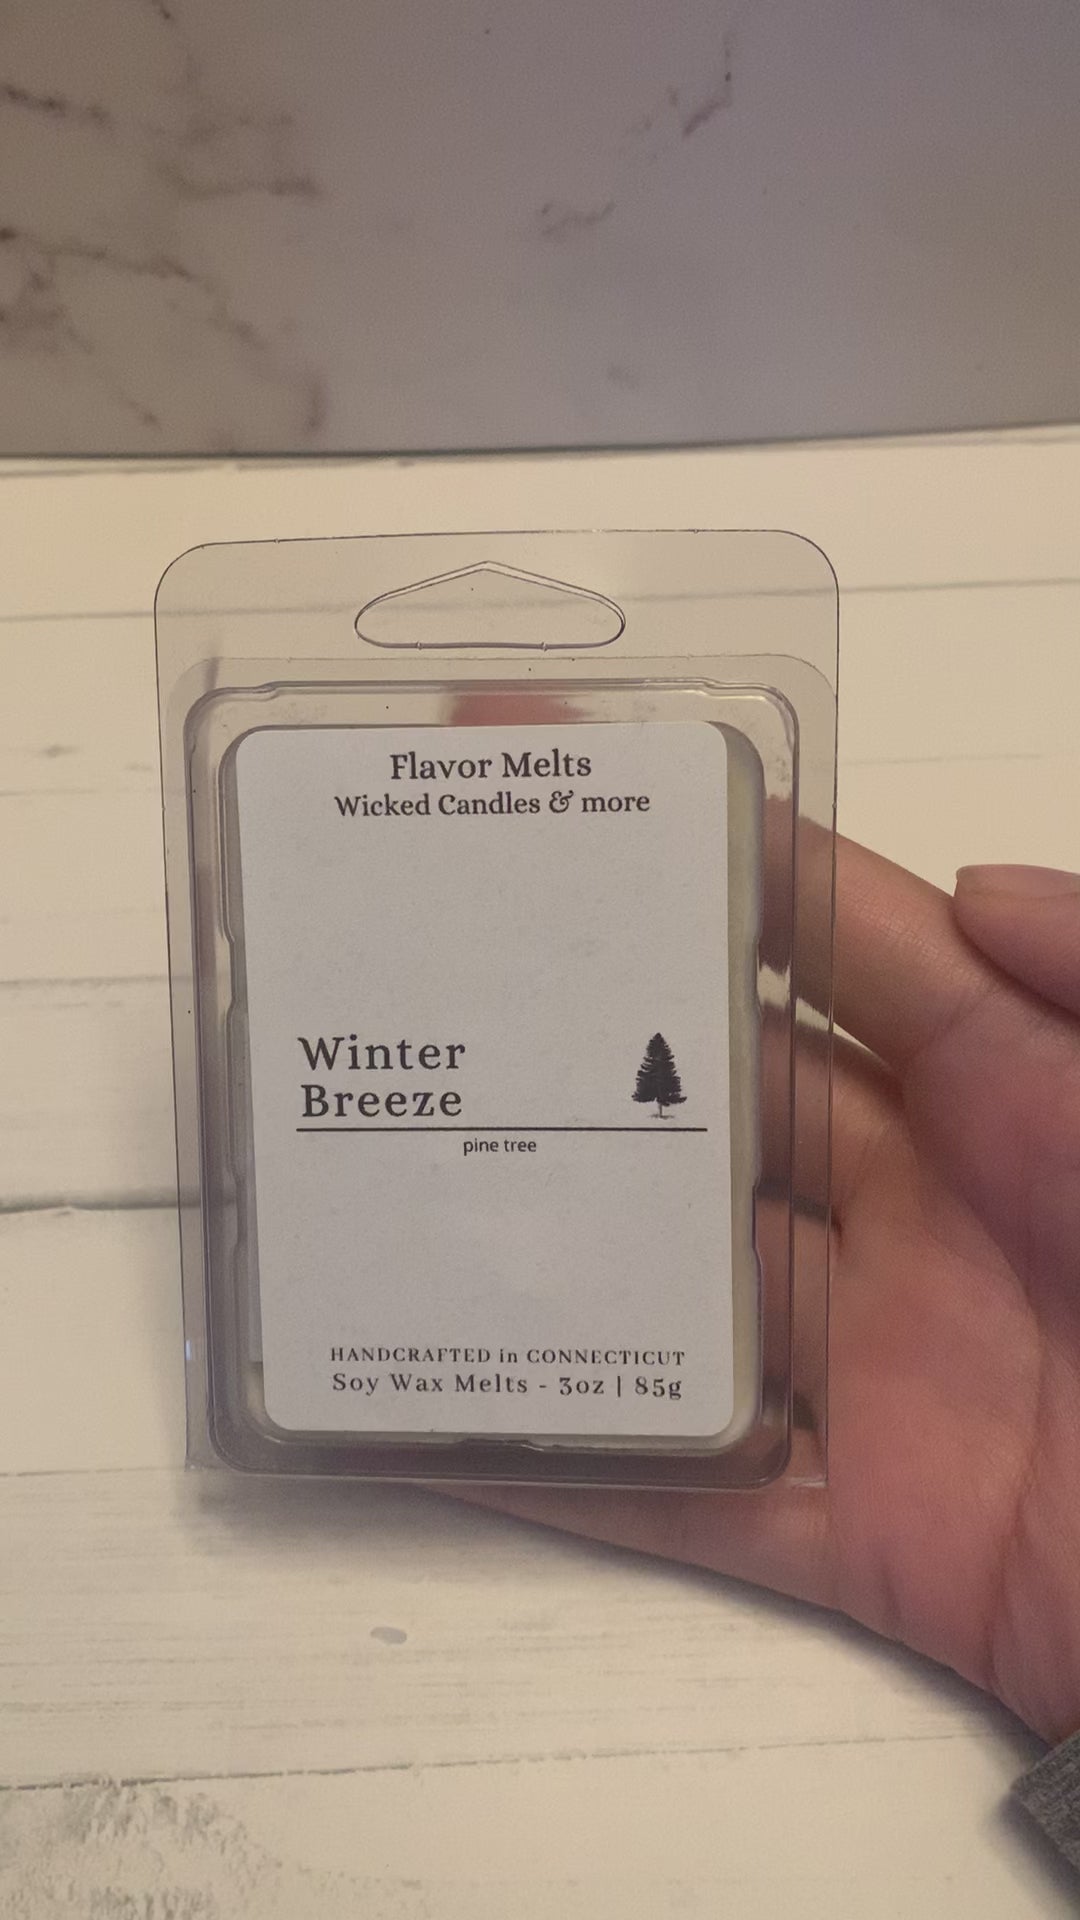 Flavor Melts
Wicked Candles & more
Winter
Breeze
pine tree
HANDCRAFTED in CONNECTICUT
Soy Wax Melts - 3oz | 85g